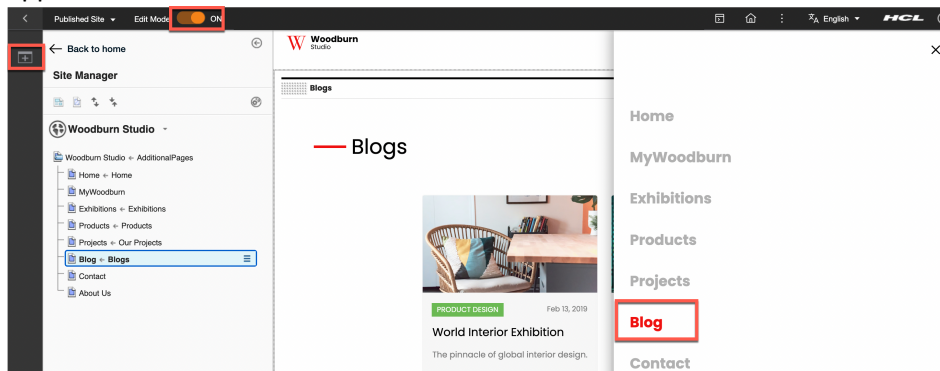 Published Site
Edit Mode
ON
English
HCL
Back to home
Woodburn
Studio
Site Manager
Blogs
Woodburn Studio
Woodburn Studio ← AdditionalPages
Home ← Home
MyWoodburn
Exhibitions ← Exhibitions
Products ← Products
Projects ← Our Projects
Blog ← Blogs
Contact
About Us
Blogs
PRODUCT DESIGN
Feb 13, 2019
World Interior Exhibition
The pinnacle of global interior design.
Home
MyWoodburn
Exhibitions
Products
Projects
Blog
Contact